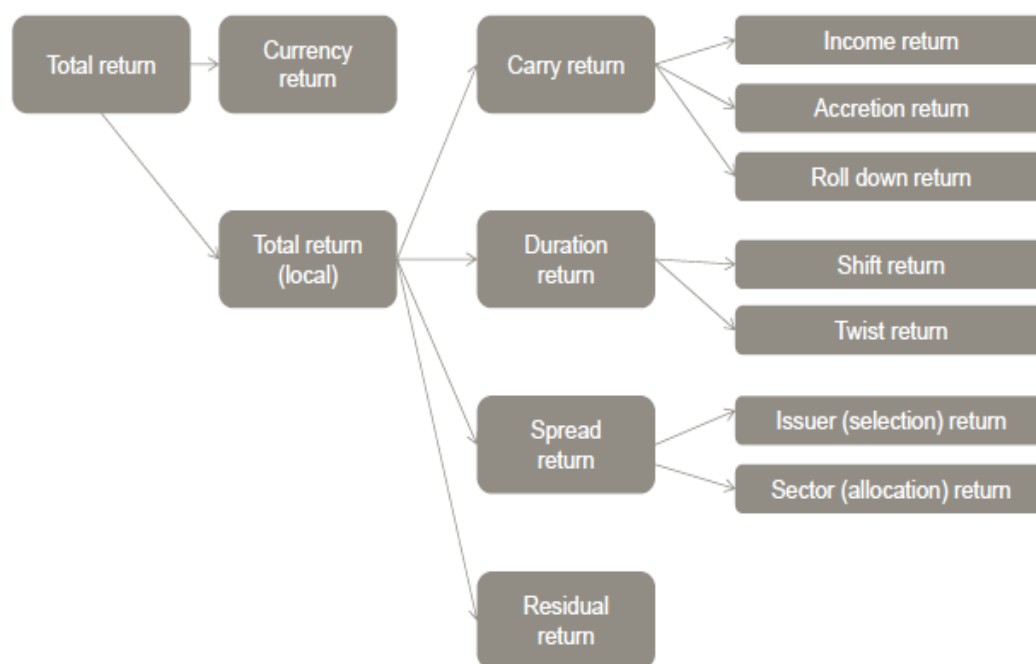 Total return
Currency
return
Carry return
Income return
Accretion return
Roll down return
Total return
(local)
Duration
return
Shift return
Twist return
Spread
return
Issuer (selection) return
Sector (allocation) return
Residual
return